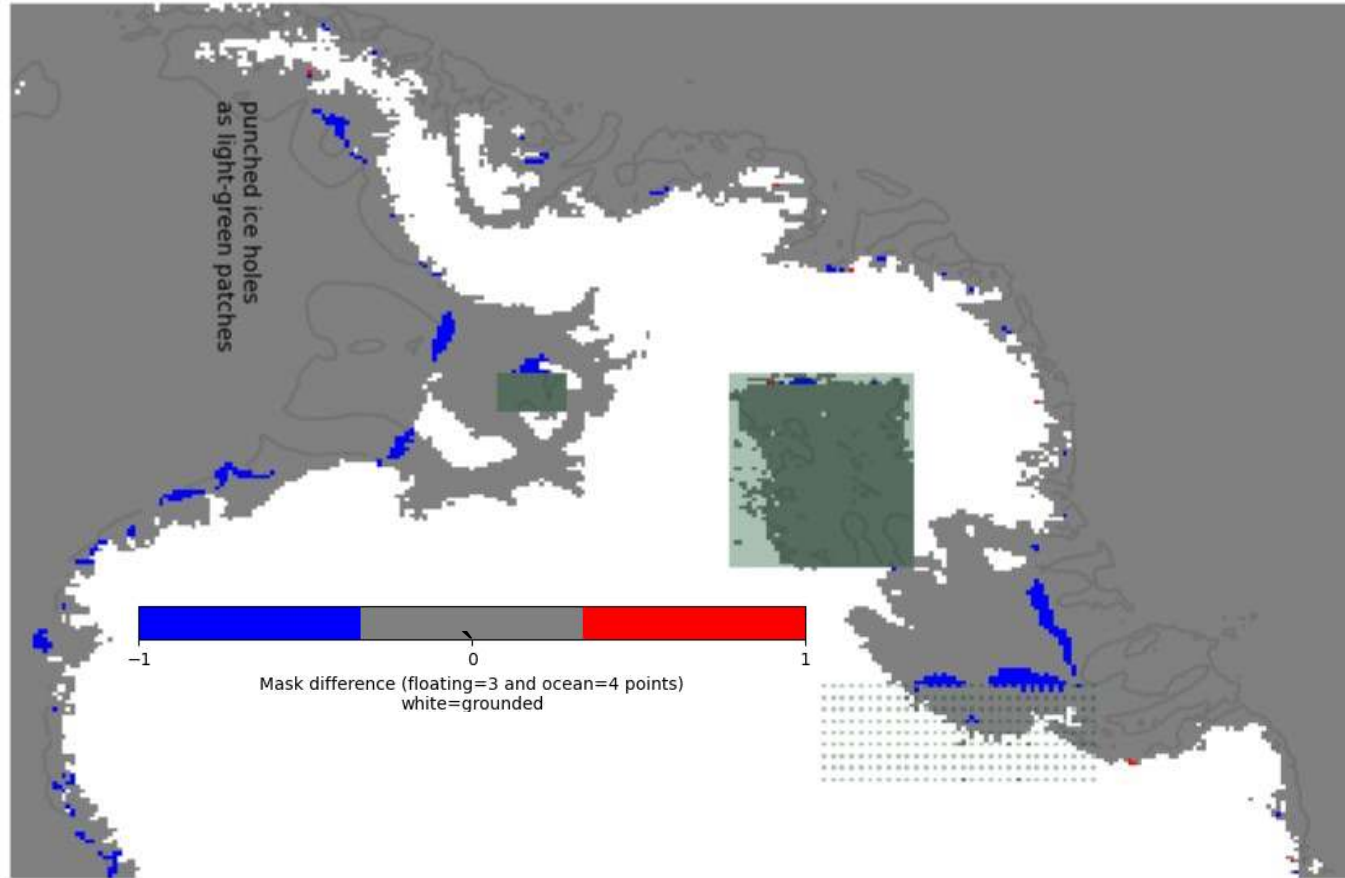 punched ice holes
as light-green patches
−1
0
1
Mask difference (floating=3 and ocean=4 points)
white=grounded